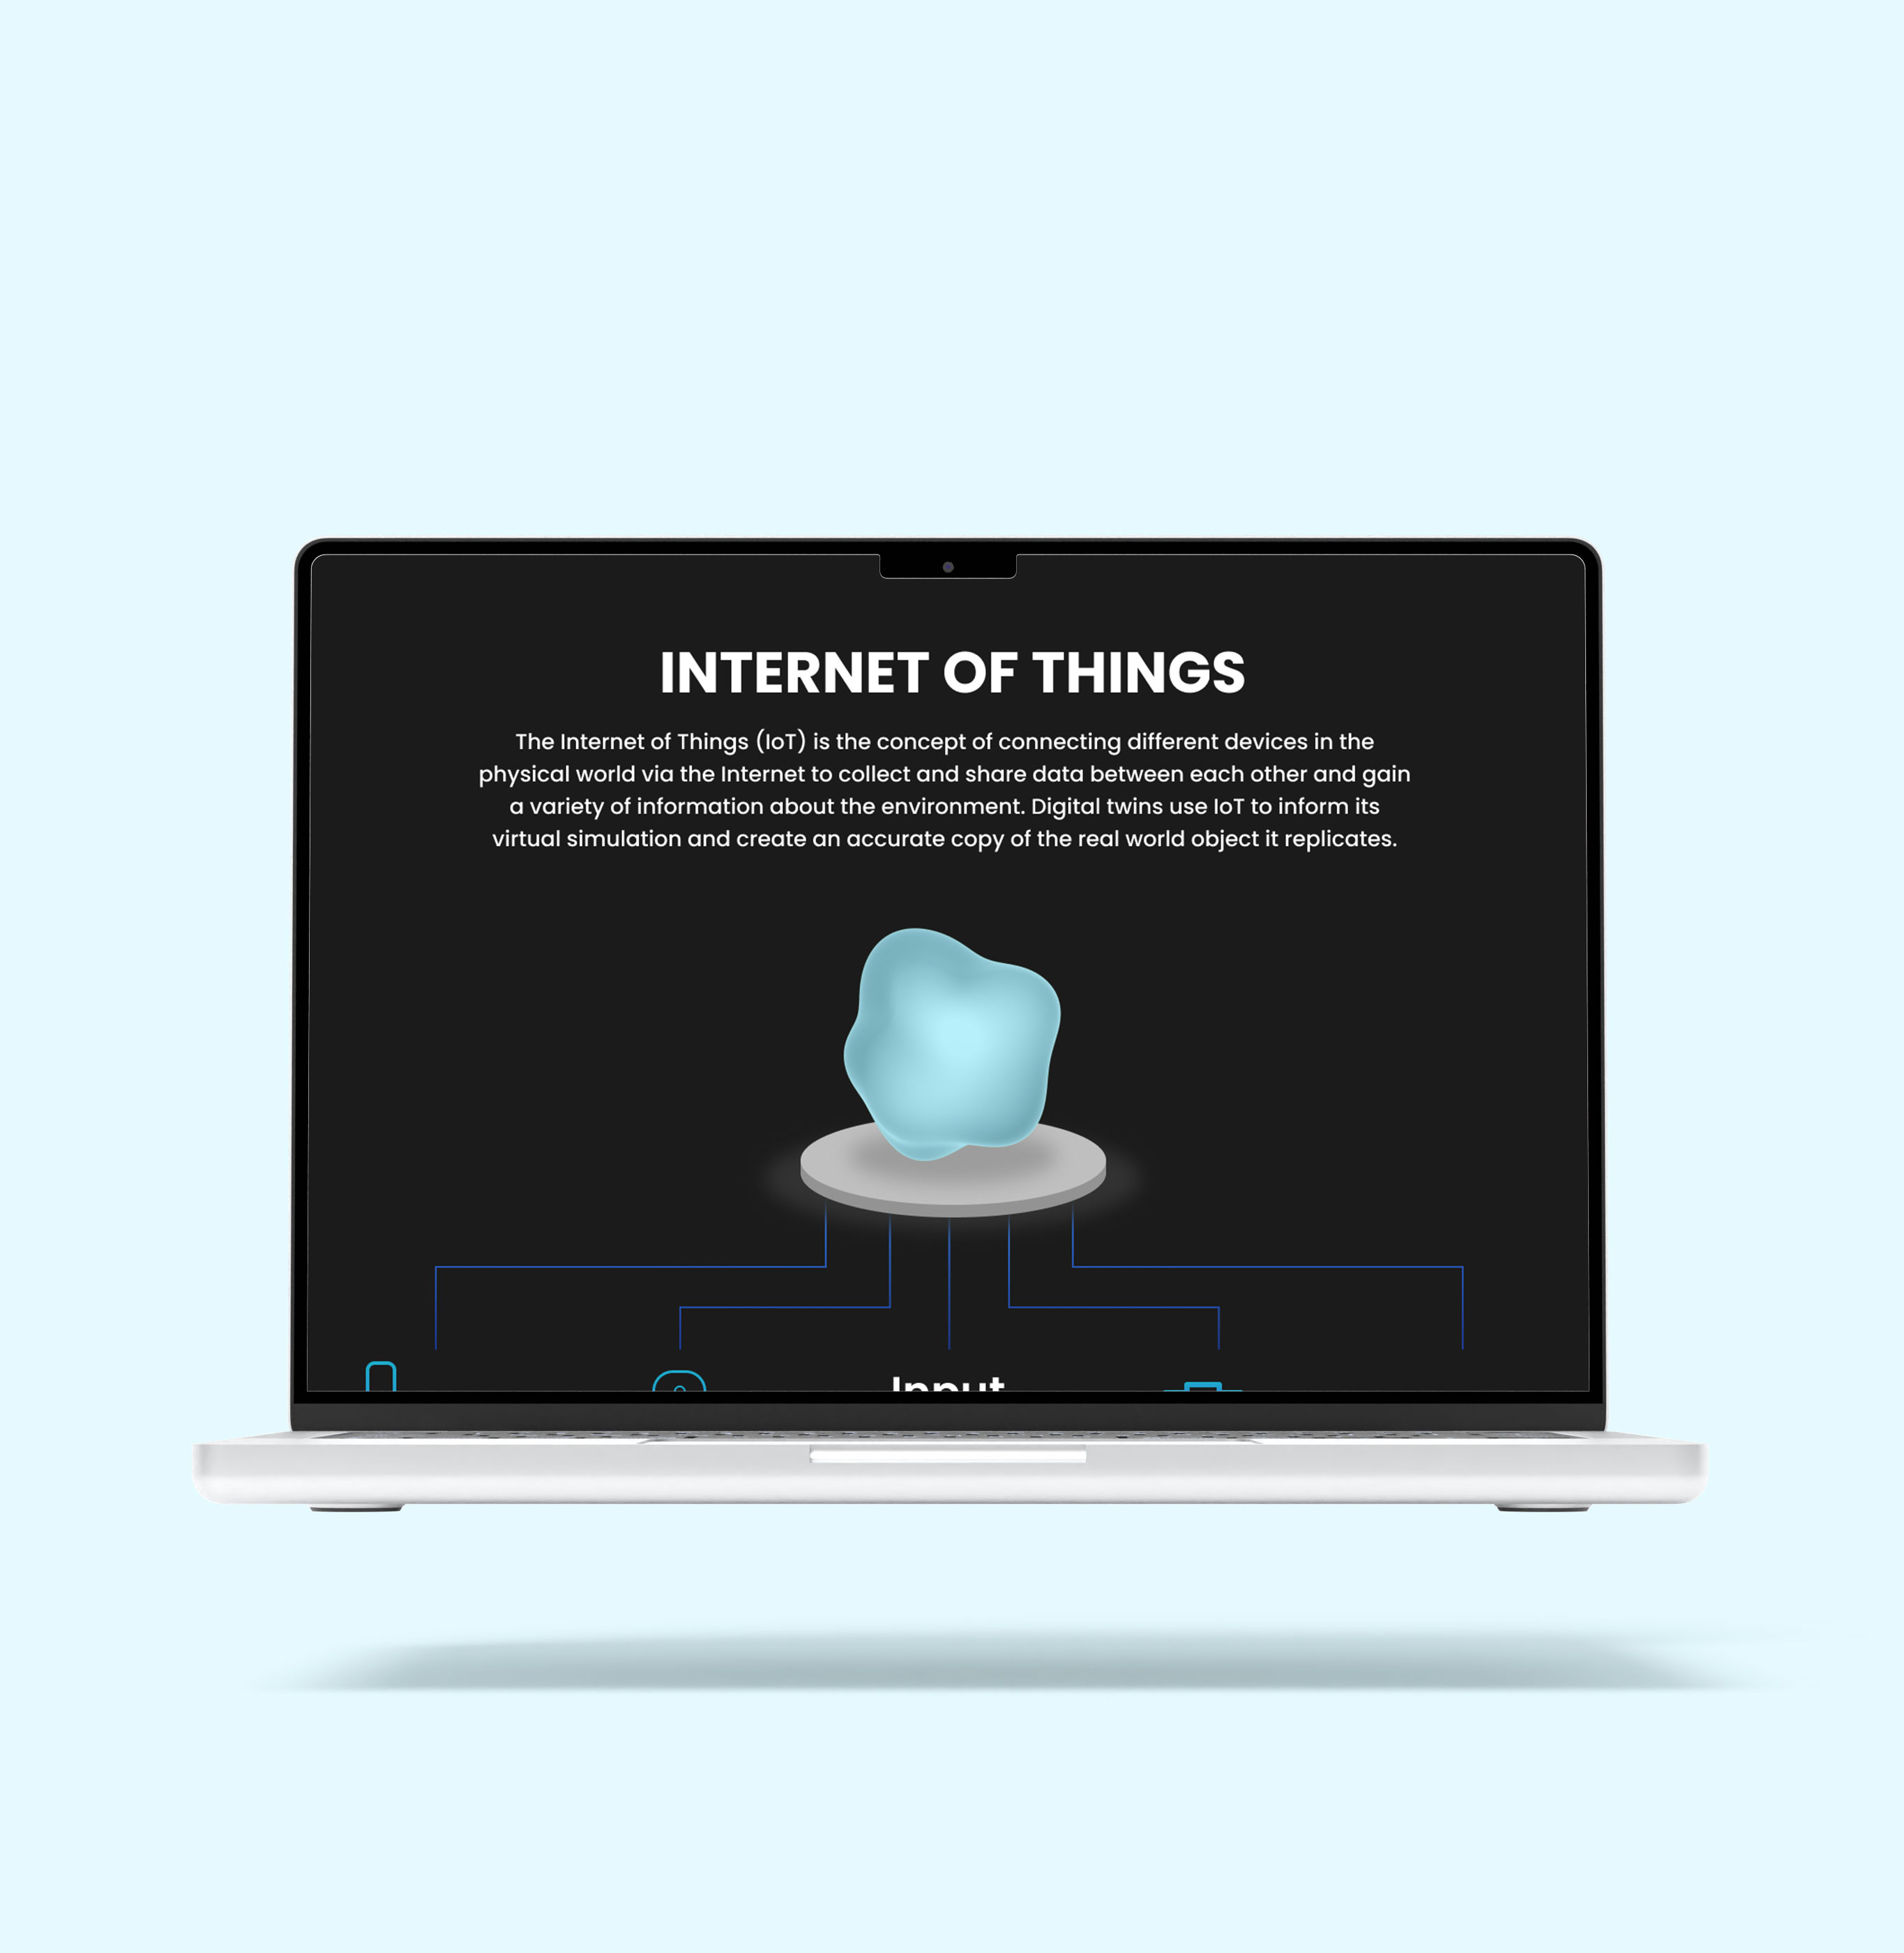 INTERNET OF THINGS
The Internet of Things (IoT) is the concept of connecting different devices in the
physical world via the Internet to collect and share data between each other and gain
a variety of information about the environment. Digital twins use IoT to inform its
virtual simulation and create an accurate copy of the real world object it replicates.
Input